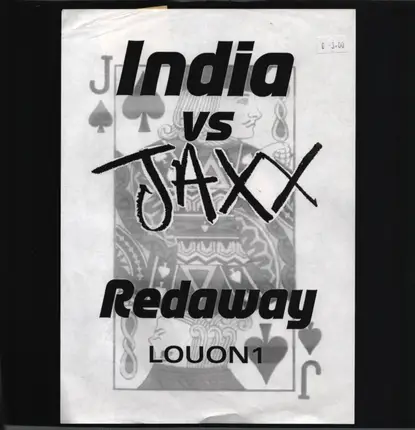 J
India
vs
JAXX
Redaway
LOUON1
J